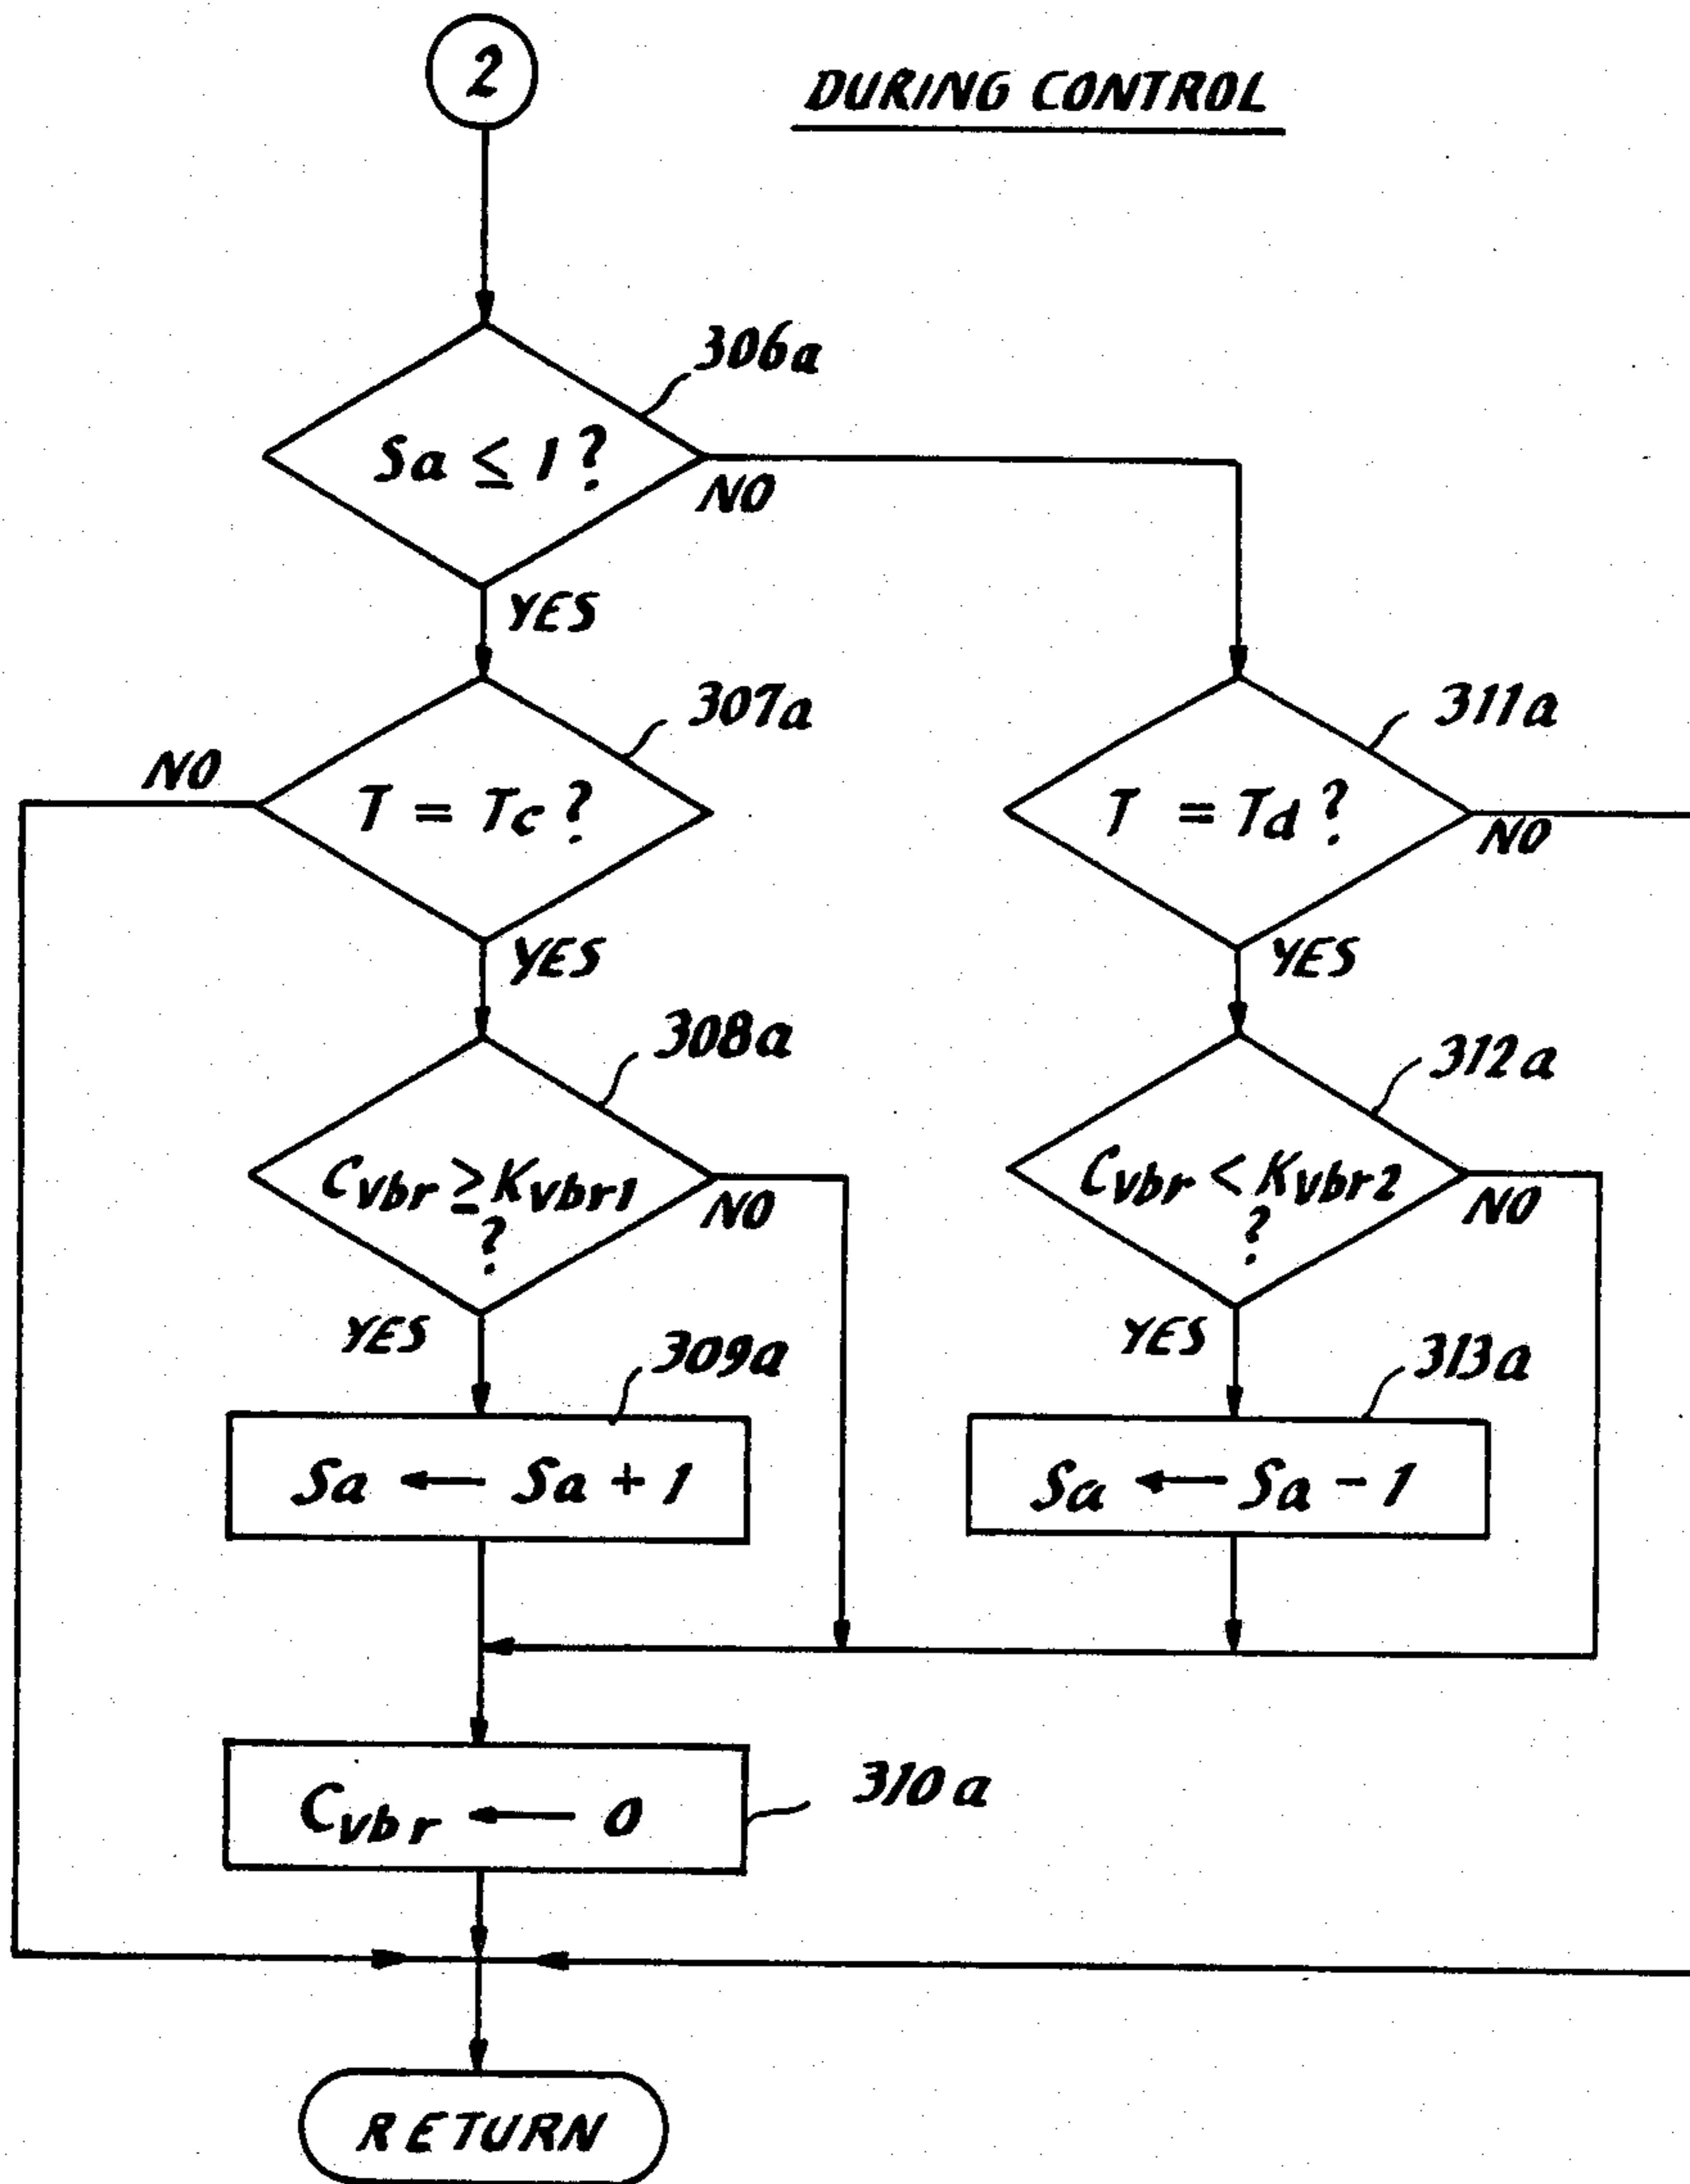 2
DURING CONTROL
306a
Sa ≤ 1?
NO
YES
307a
311a
NO
T = Tc?
T = Td?
NO
YES
YES
308a
312a
Cvbr ≥ Kvbr1
?
NO
Cvbr < Kvbr2
?
NO
YES
309a
YES
313a
Sa ← Sa + 1
Sa ← Sa - 1
310a
Cvbr ← 0
RETURN